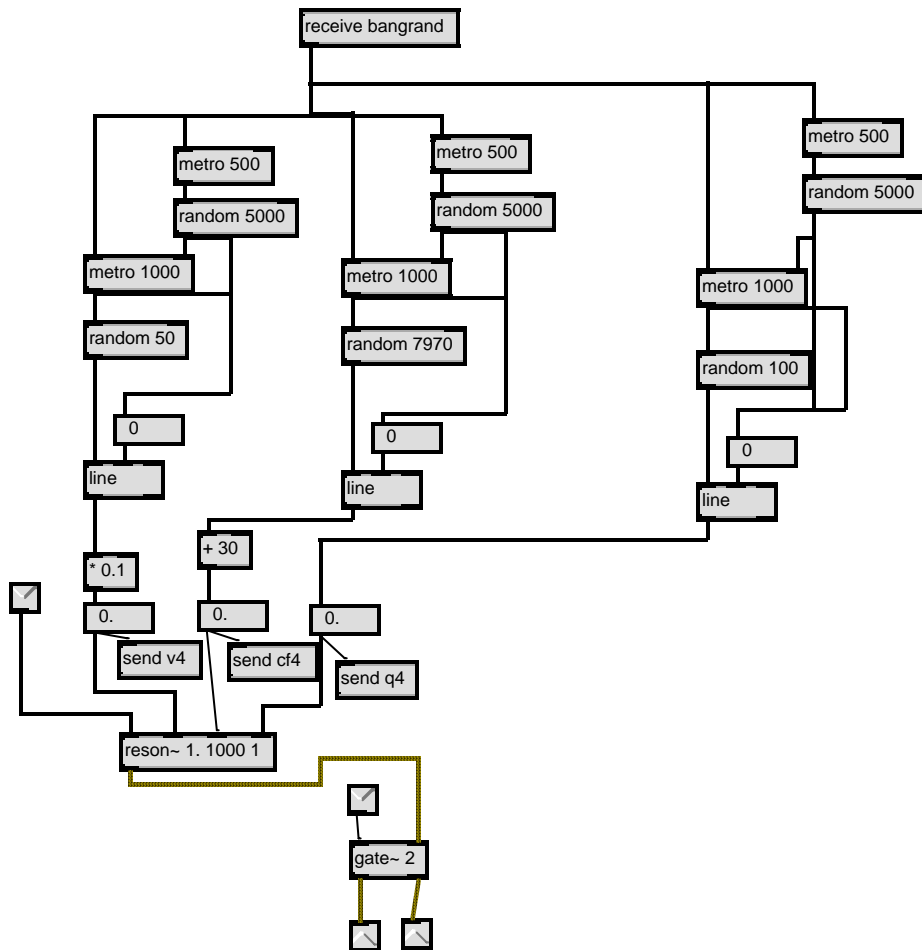 receive bangrand
metro 500
metro 500
metro 500
random 5000
random 5000
random 5000
metro 1000
metro 1000
metro 1000
random 50
random 7970
random 100
0
0
0
line
line
line
+ 30
* 0.1
0.
0.
0.
send v4
send cf4
send q4
reson~ 1. 1000 1
gate~ 2